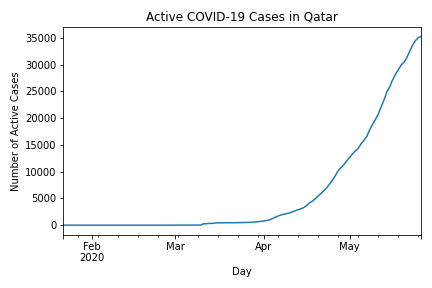 Active COVID-19 Cases in Qatar
Number of Active Cases
35000
30000
25000
20000
15000
10000
5000
0
Feb Mar Apr May
2020
Day